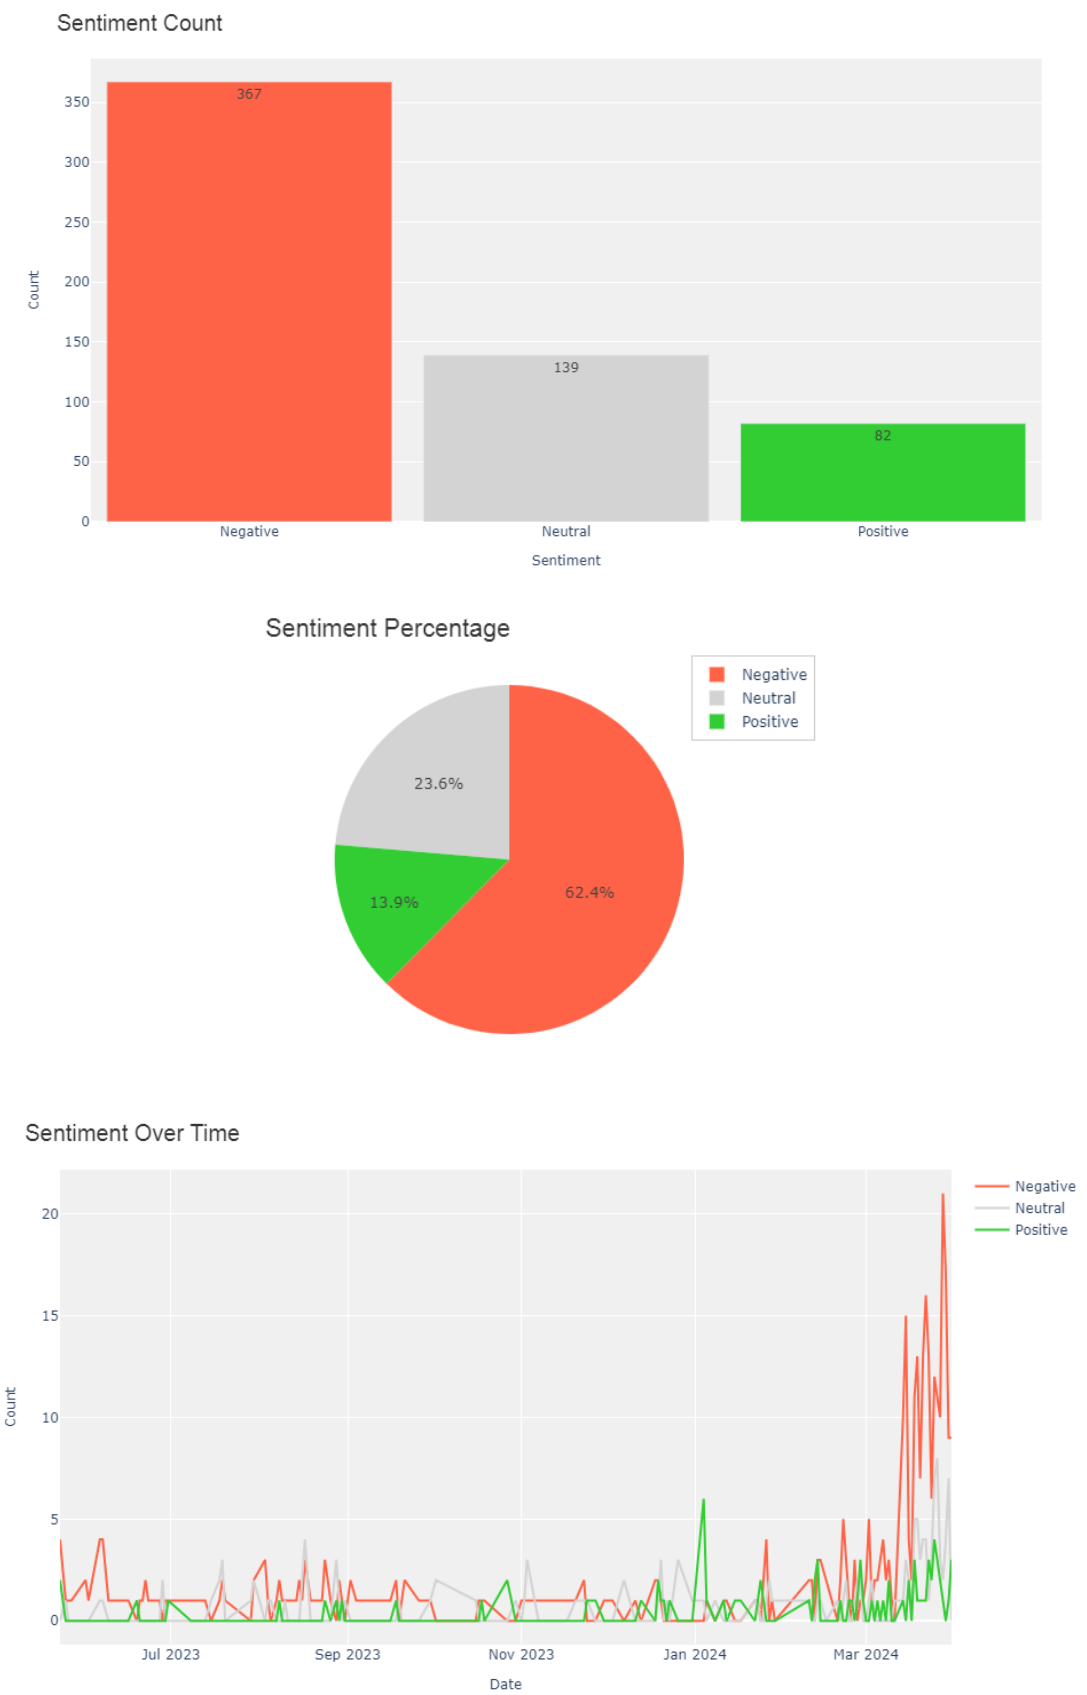 Sentiment Count
367
350
300
250
200
150
100
50
0
139
82
Count
Negative Neutral Positive
Sentiment
Sentiment Percentage
Negative
Neutral
Positive
23.6%
62.4%
13.9%
Sentiment Over Time
Negative
Neutral
Positive
20
15
10
5
0
Count
Jul 2023 Sep 2023 Nov 2023 Jan 2024 Mar 2024
Date